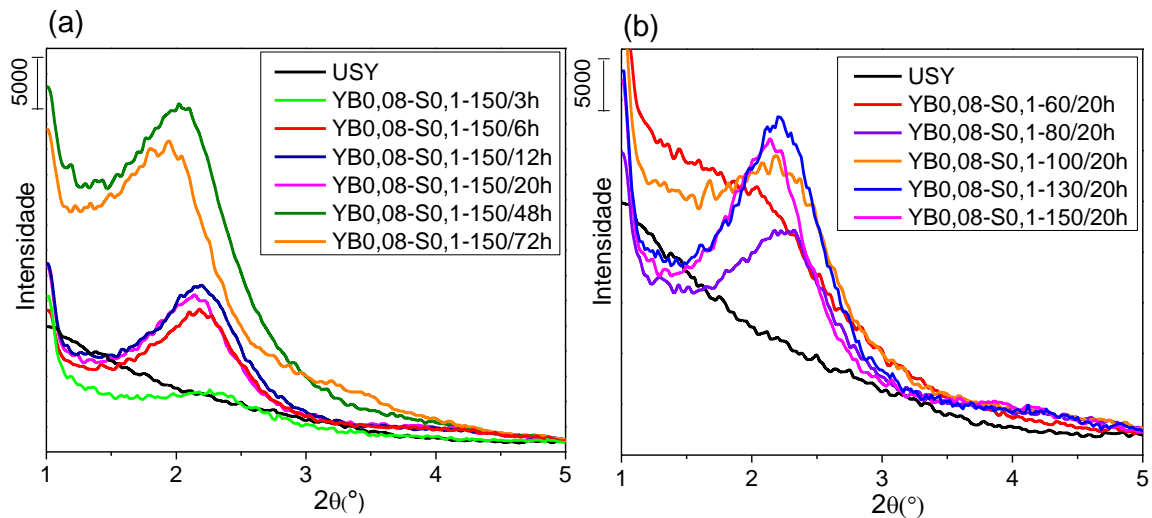 (a)
5000
Intensidade
USY
YB0,08-S0,1-150/3h
YB0,08-S0,1-150/6h
YB0,08-S0,1-150/12h
YB0,08-S0,1-150/20h
YB0,08-S0,1-150/48h
YB0,08-S0,1-150/72h
1 2 3 4 5
2θ(°)
(b)
5000
Intensidade
USY
YB0,08-S0,1-60/20h
YB0,08-S0,1-80/20h
YB0,08-S0,1-100/20h
YB0,08-S0,1-130/20h
YB0,08-S0,1-150/20h
1 2 3 4 5
2θ(°)